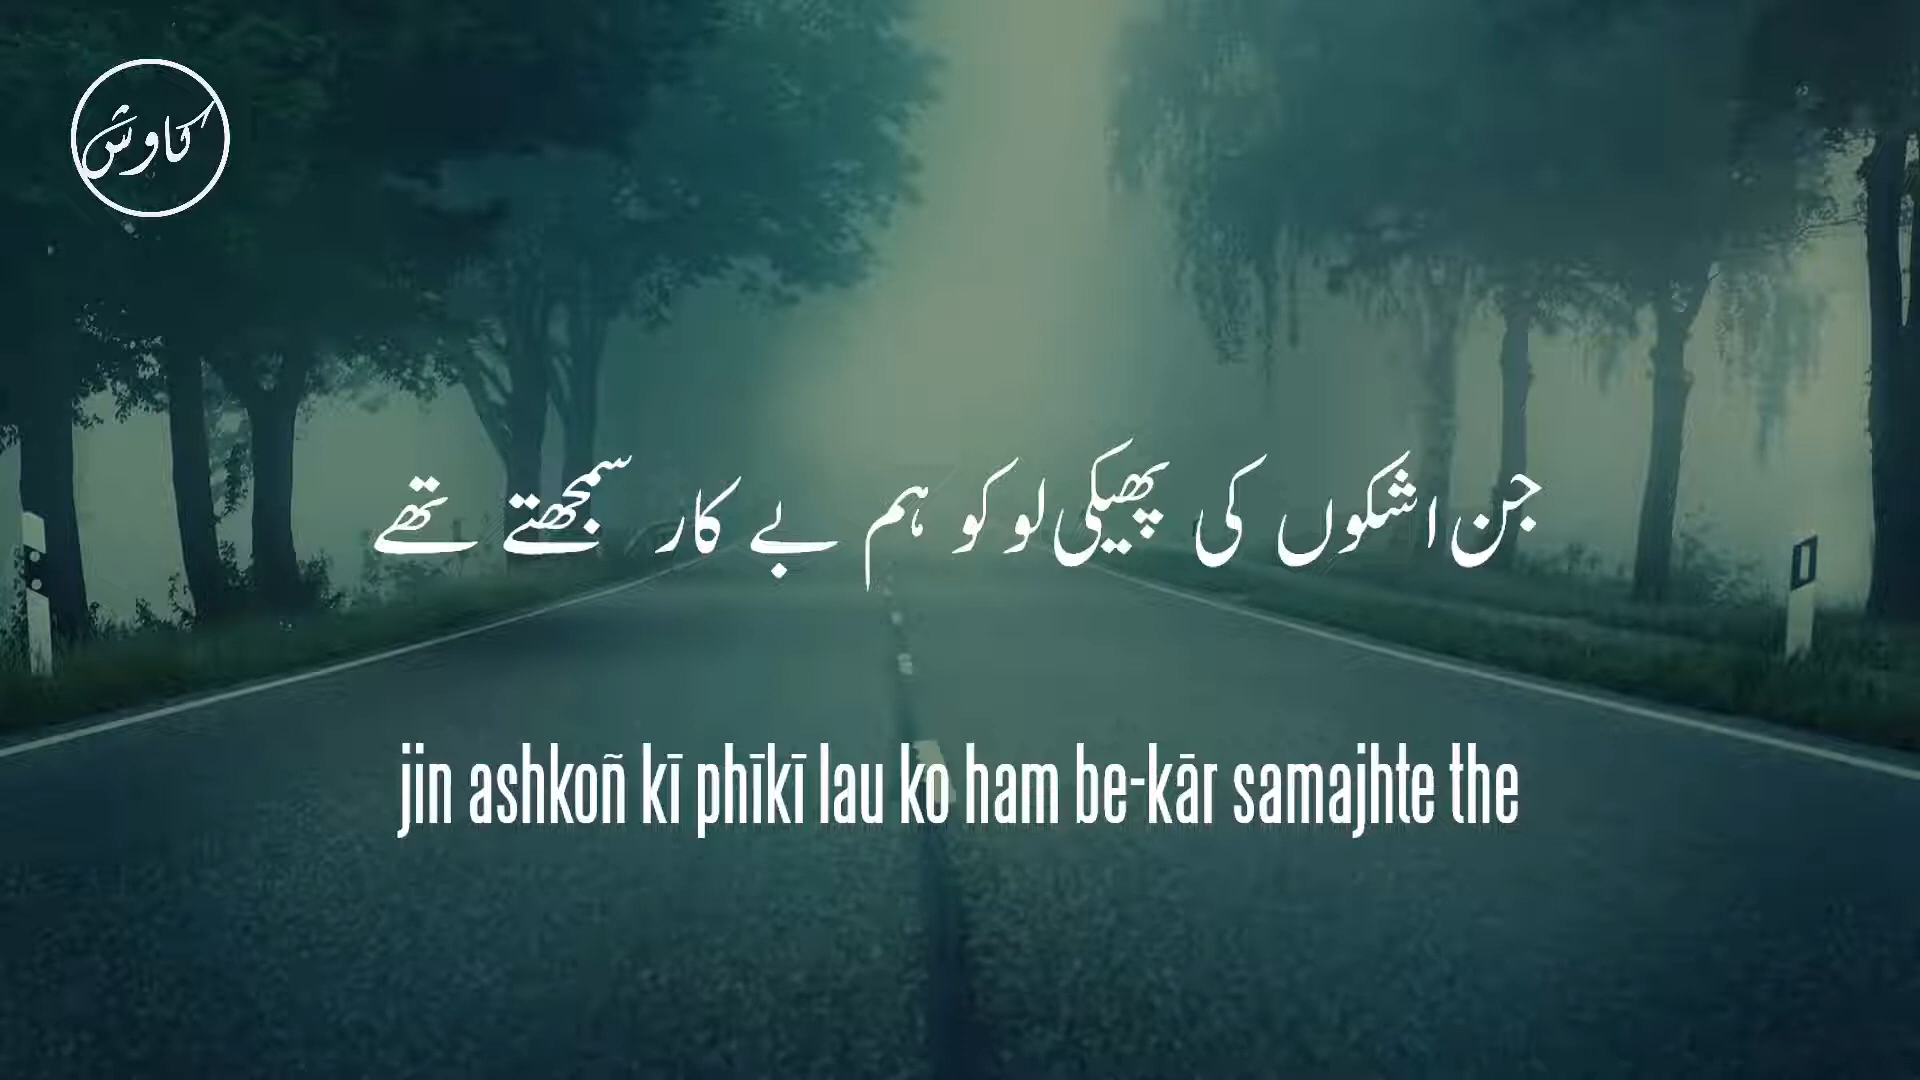 کاوش
جن اشکوں کی پھیکی لو کو ہم بے کار سمجھتے تھے
jin ashkoñ kī phīkī lau ko ham be-kār samajhte the